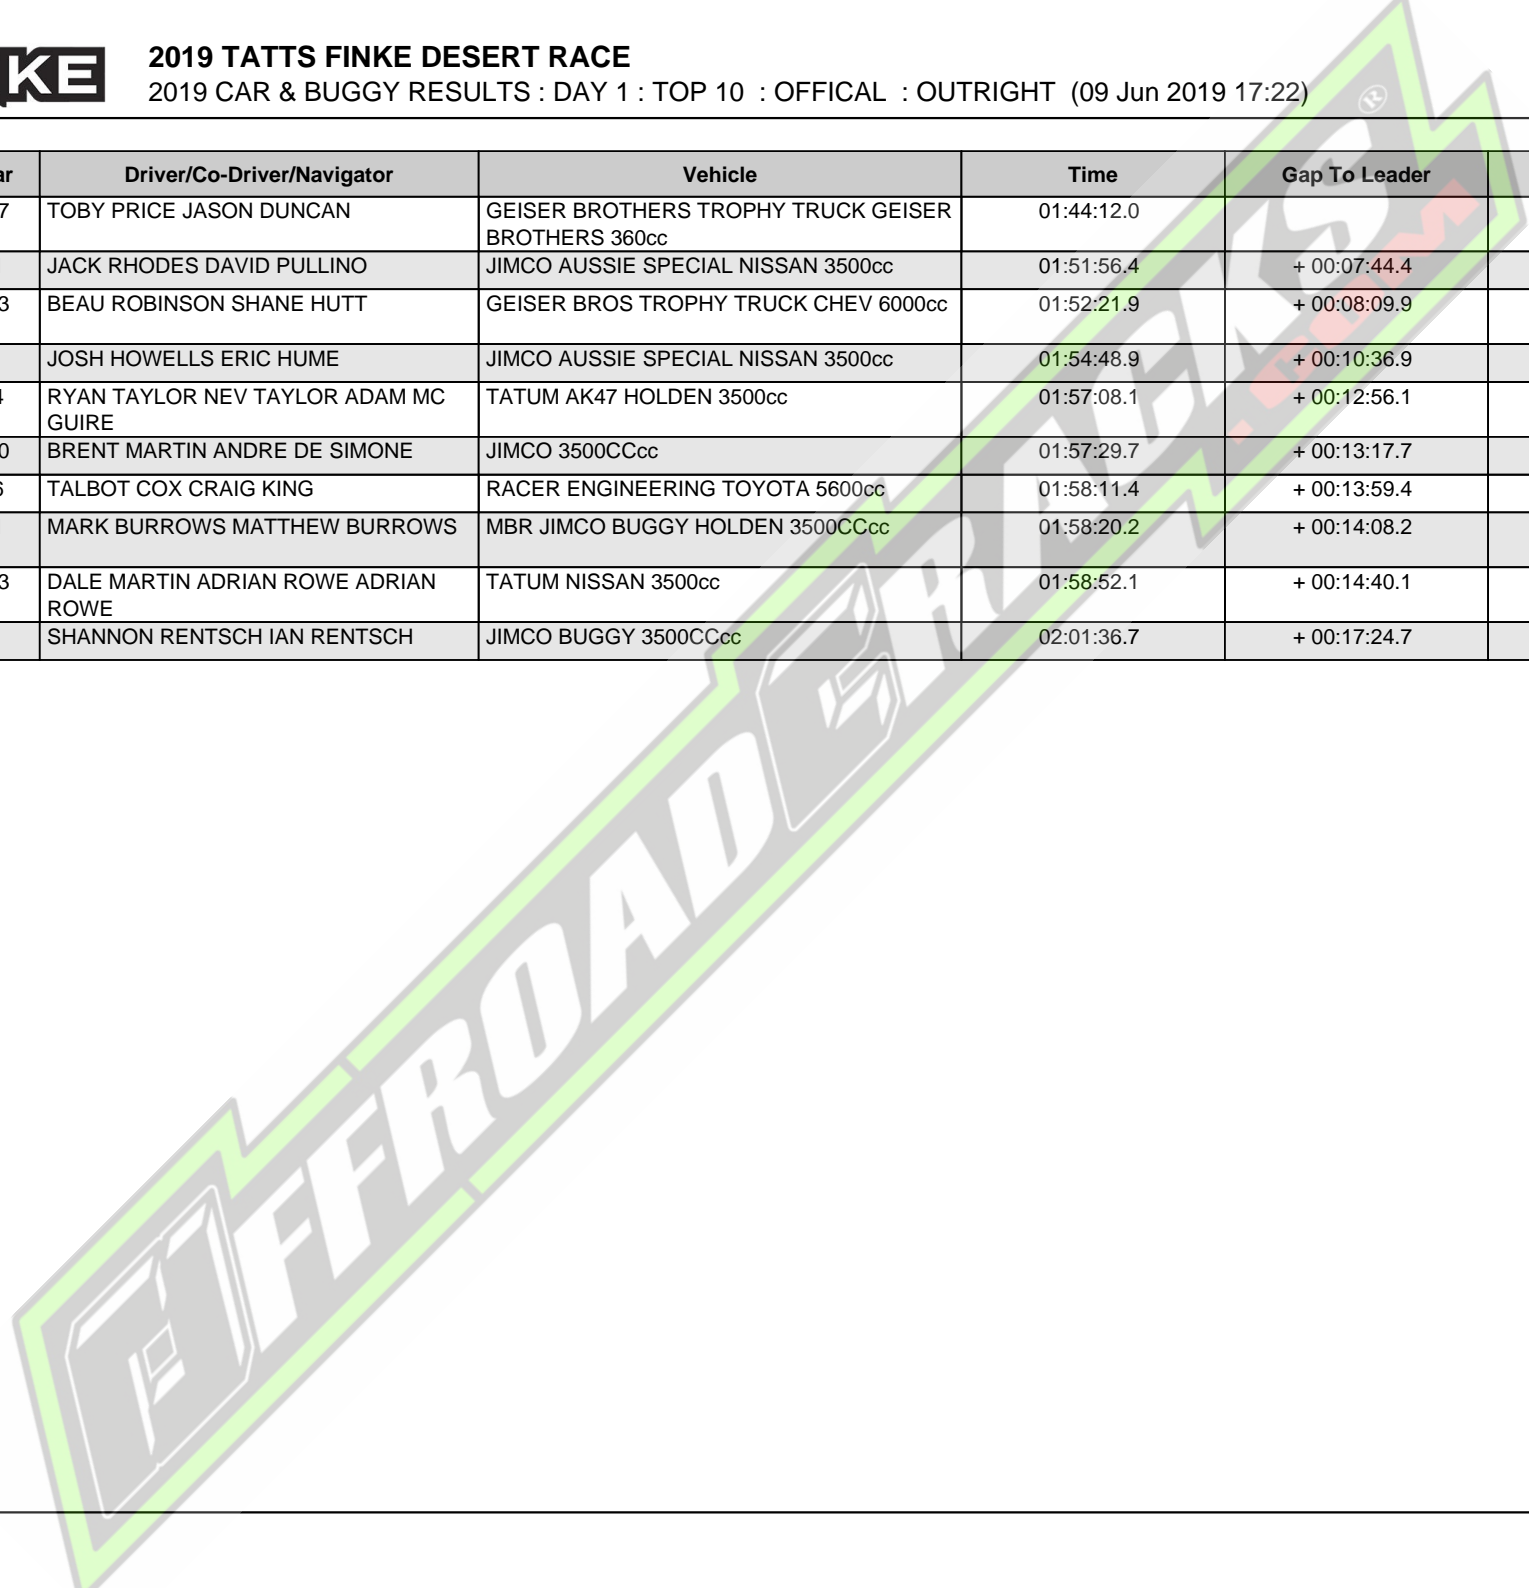 KE
2019 TATTS FINKE DESERT RACE
2019 CAR & BUGGY RESULTS : DAY 1 : TOP 10 : OFFICAL : OUTRIGHT (09 Jun 2019 17:22)
ar Driver/Co-Driver/Navigator Vehicle Time Gap To Leader
7 TOBY PRICE JASON DUNCAN GEISER BROTHERS TROPHY TRUCK GEISER 01:44:12.0
BROTHERS 360cc
JACK RHODES DAVID PULLINO JIMCO AUSSIE SPECIAL NISSAN 3500cc 01:51:56.4 + 00:07:44.4
3 BEAU ROBINSON SHANE HUTT GEISER BROS TROPHY TRUCK CHEV 6000cc 01:52:21.9 + 00:08:09.9
JOSH HOWELLS ERIC HUME JIMCO AUSSIE SPECIAL NISSAN 3500cc 01:54:48.9 + 00:10:36.9
4 RYAN TAYLOR NEV TAYLOR ADAM MC TATUM AK47 HOLDEN 3500cc 01:57:08.1 + 00:12:56.1
GUIRE
0 BRENT MARTIN ANDRE DE SIMONE JIMCO 3500CCcc 01:57:29.7 + 00:13:17.7
6 TALBOT COX CRAIG KING RACER ENGINEERING TOYOTA 5600cc 01:58:11.4 + 00:13:59.4
MARK BURROWS MATTHEW BURROWS MBR JIMCO BUGGY HOLDEN 3500CCcc 01:58:20.2 + 00:14:08.2
3 DALE MARTIN ADRIAN ROWE ADRIAN TATUM NISSAN 3500cc 01:58:52.1 + 00:14:40.1
ROWE
SHANNON RENTSCH IAN RENTSCH JIMCO BUGGY 3500CCcc 02:01:36.7 + 00:17:24.7
OFFROAD RACKS ®
.COM